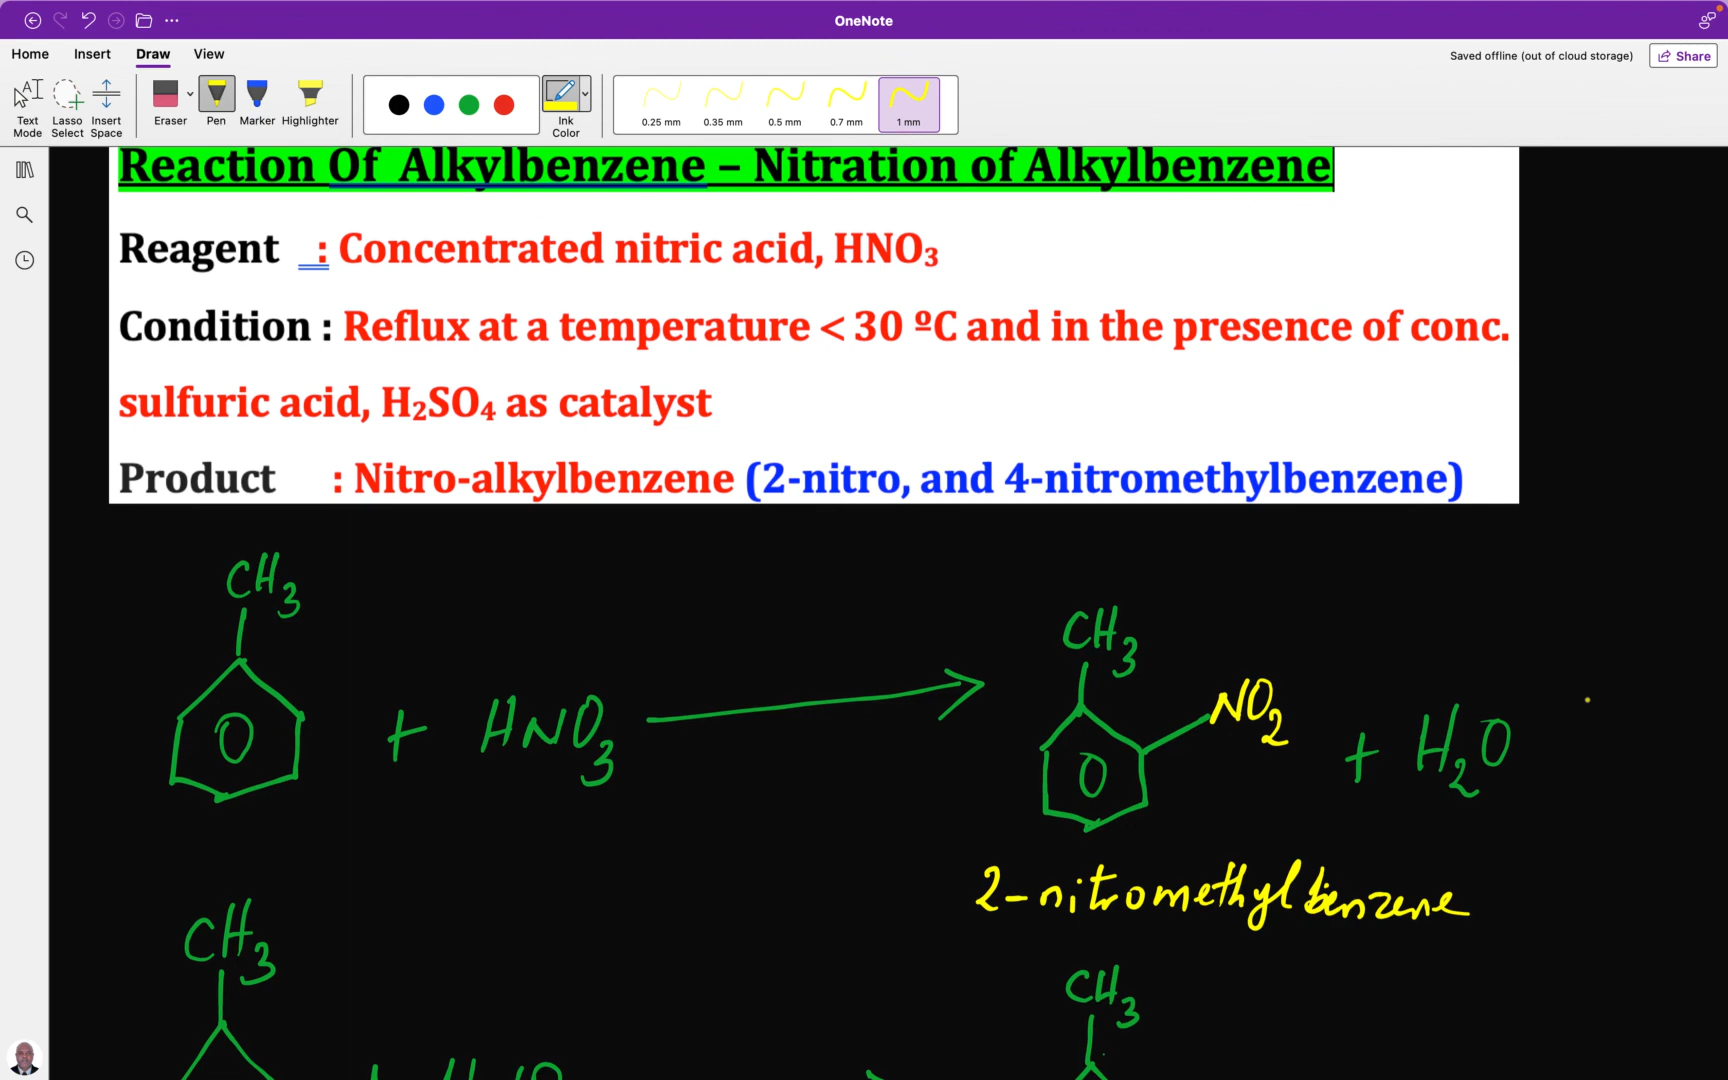 OneNote
Home Insert Draw View
Saved offline (out of cloud storage) Share
Text Mode
Lasso Select
Insert Space
Eraser
Pen
Marker
Highlighter
Ink Color
0.25 mm 0.35 mm 0.5 mm 0.7 mm 1 mm
Reaction Of Alkylbenzene – Nitration of Alkylbenzene
Reagent : Concentrated nitric acid, HNO₃
Condition : Reflux at a temperature < 30 ºC and in the presence of conc.
sulfuric acid, H₂SO₄ as catalyst
Product : Nitro-alkylbenzene (2-nitro, and 4-nitromethylbenzene)
CH₃
+ HNO₃
CH₃
NO₂
+ H₂O
2-nitromethylbenzene
CH₃
CH₃